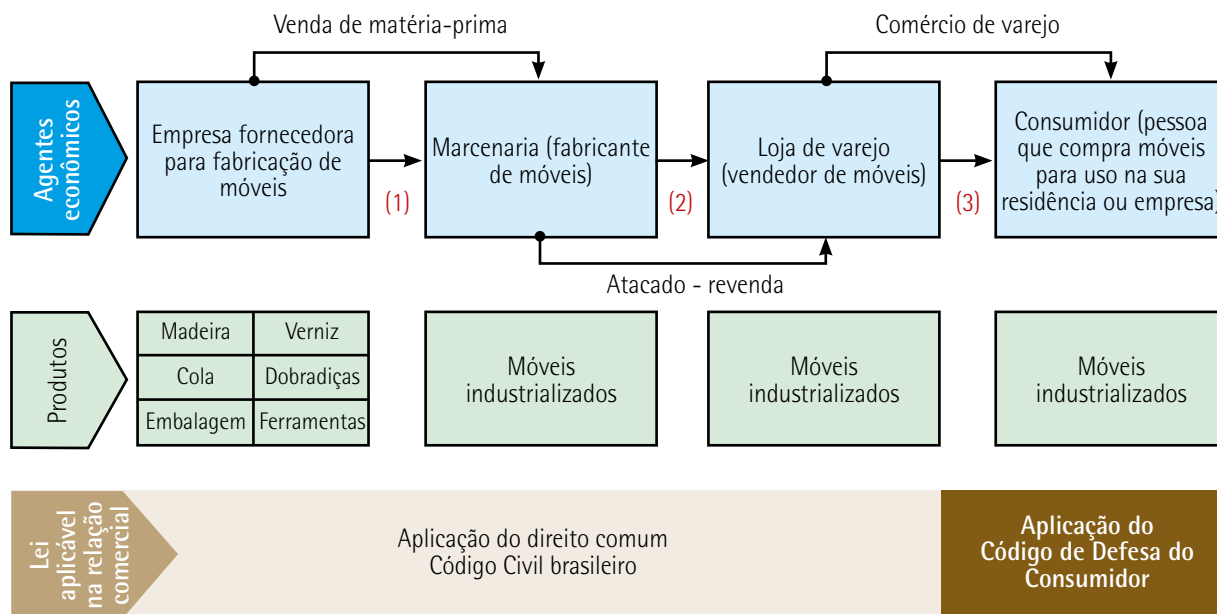 Venda de matéria-prima
Comércio de varejo
Agentes
econômicos
Empresa fornecedora
para fabricação de
móveis
(1)
Marcenaria (fabricante
de móveis)
(2)
Loja de varejo
(vendedor de móveis)
(3)
Consumidor (pessoa
que compra móveis
para uso na sua
residência ou empresa)
Atacado - revenda
Produtos
Madeira
Verniz
Cola
Dobradiças
Embalagem
Ferramentas
Móveis
industrializados
Móveis
industrializados
Móveis
industrializados
Lei
aplicável
na relação
comercial
Aplicação do direito comum
Código Civil brasileiro
Aplicação do
Código de Defesa do
Consumidor